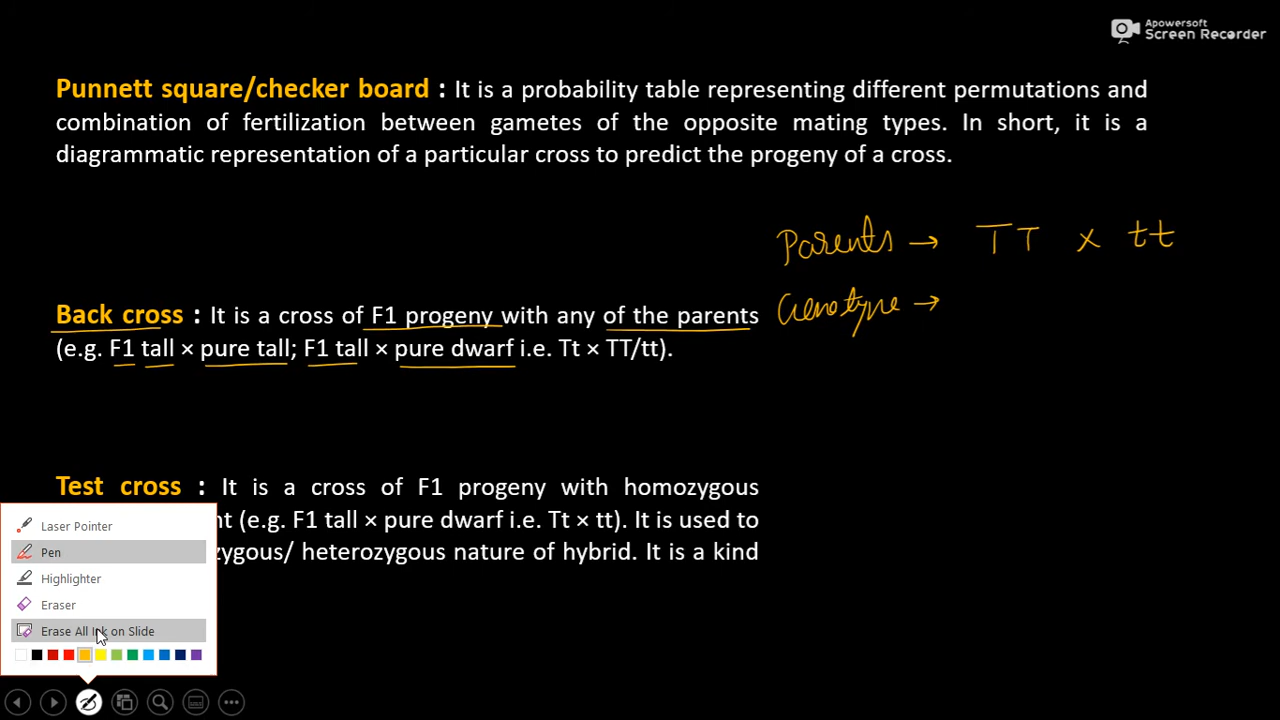 Apowersoft
Screen Recorder
Punnett square/checker board : It is a probability table representing different permutations and
combination of fertilization between gametes of the opposite mating types. In short, it is a
diagrammatic representation of a particular cross to predict the progeny of a cross.
Parents → TT × tt
Genotype →
Back cross : It is a cross of F1 progeny with any of the parents
(e.g. F1 tall × pure tall; F1 tall × pure dwarf i.e. Tt × TT/tt).
Test cross : It is a cross of F1 progeny with homozygous
nt (e.g. F1 tall × pure dwarf i.e. Tt × tt). It is used to
zygous/ heterozygous nature of hybrid. It is a kind
Laser Pointer
Pen
Highlighter
Eraser
Erase All Ink on Slide